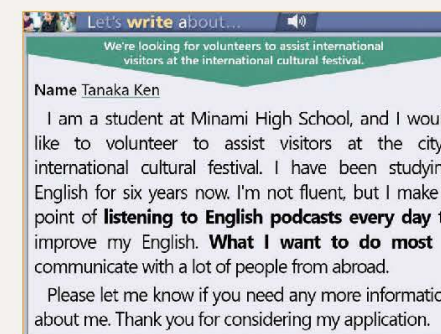 Let's write about...
We're looking for volunteers to assist international
visitors at the international cultural festival.
Name Tanaka Ken
I am a student at Minami High School, and I wou
like to volunteer to assist visitors at the city
international cultural festival. I have been studyin
English for six years now. I'm not fluent, but I make
point of listening to English podcasts every day t
improve my English. What I want to do most
communicate with a lot of people from abroad.
Please let me know if you need any more informatio
about me. Thank you for considering my application.